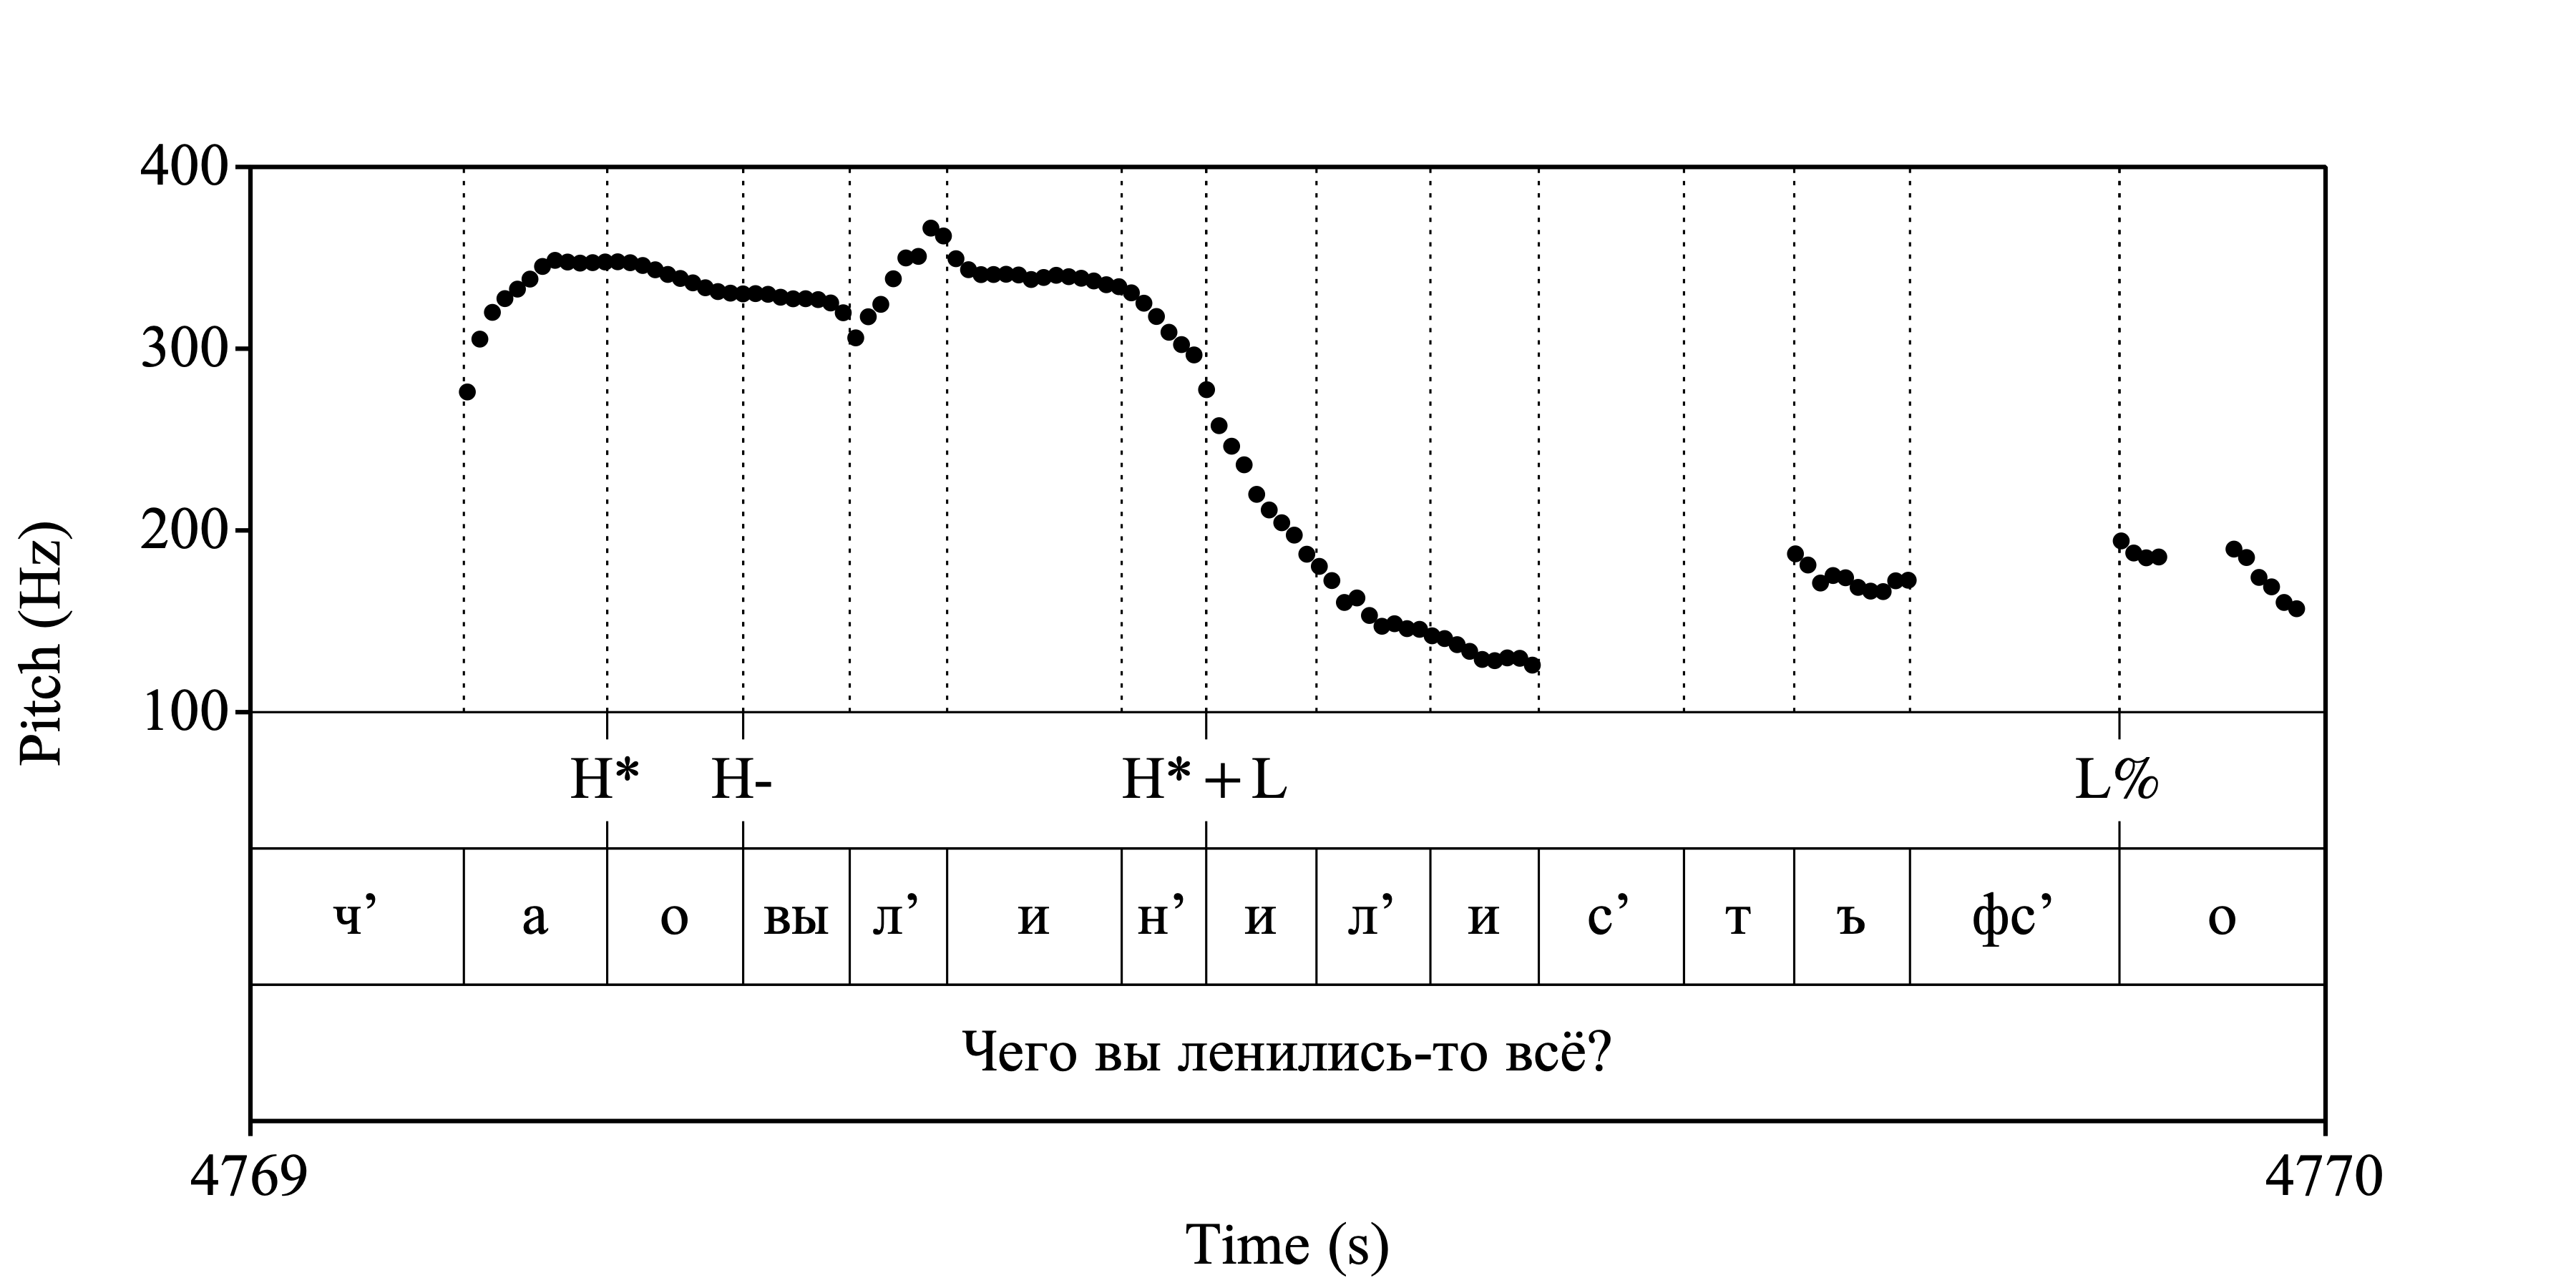 400
300
200
100
Pitch (Hz)
H* H- H* + L L%
ч’ а о вы л’ и н’ и л’ и с’ т ъ фс’ о
Чего вы ленились-то всё?
4769 4770
Time (s)